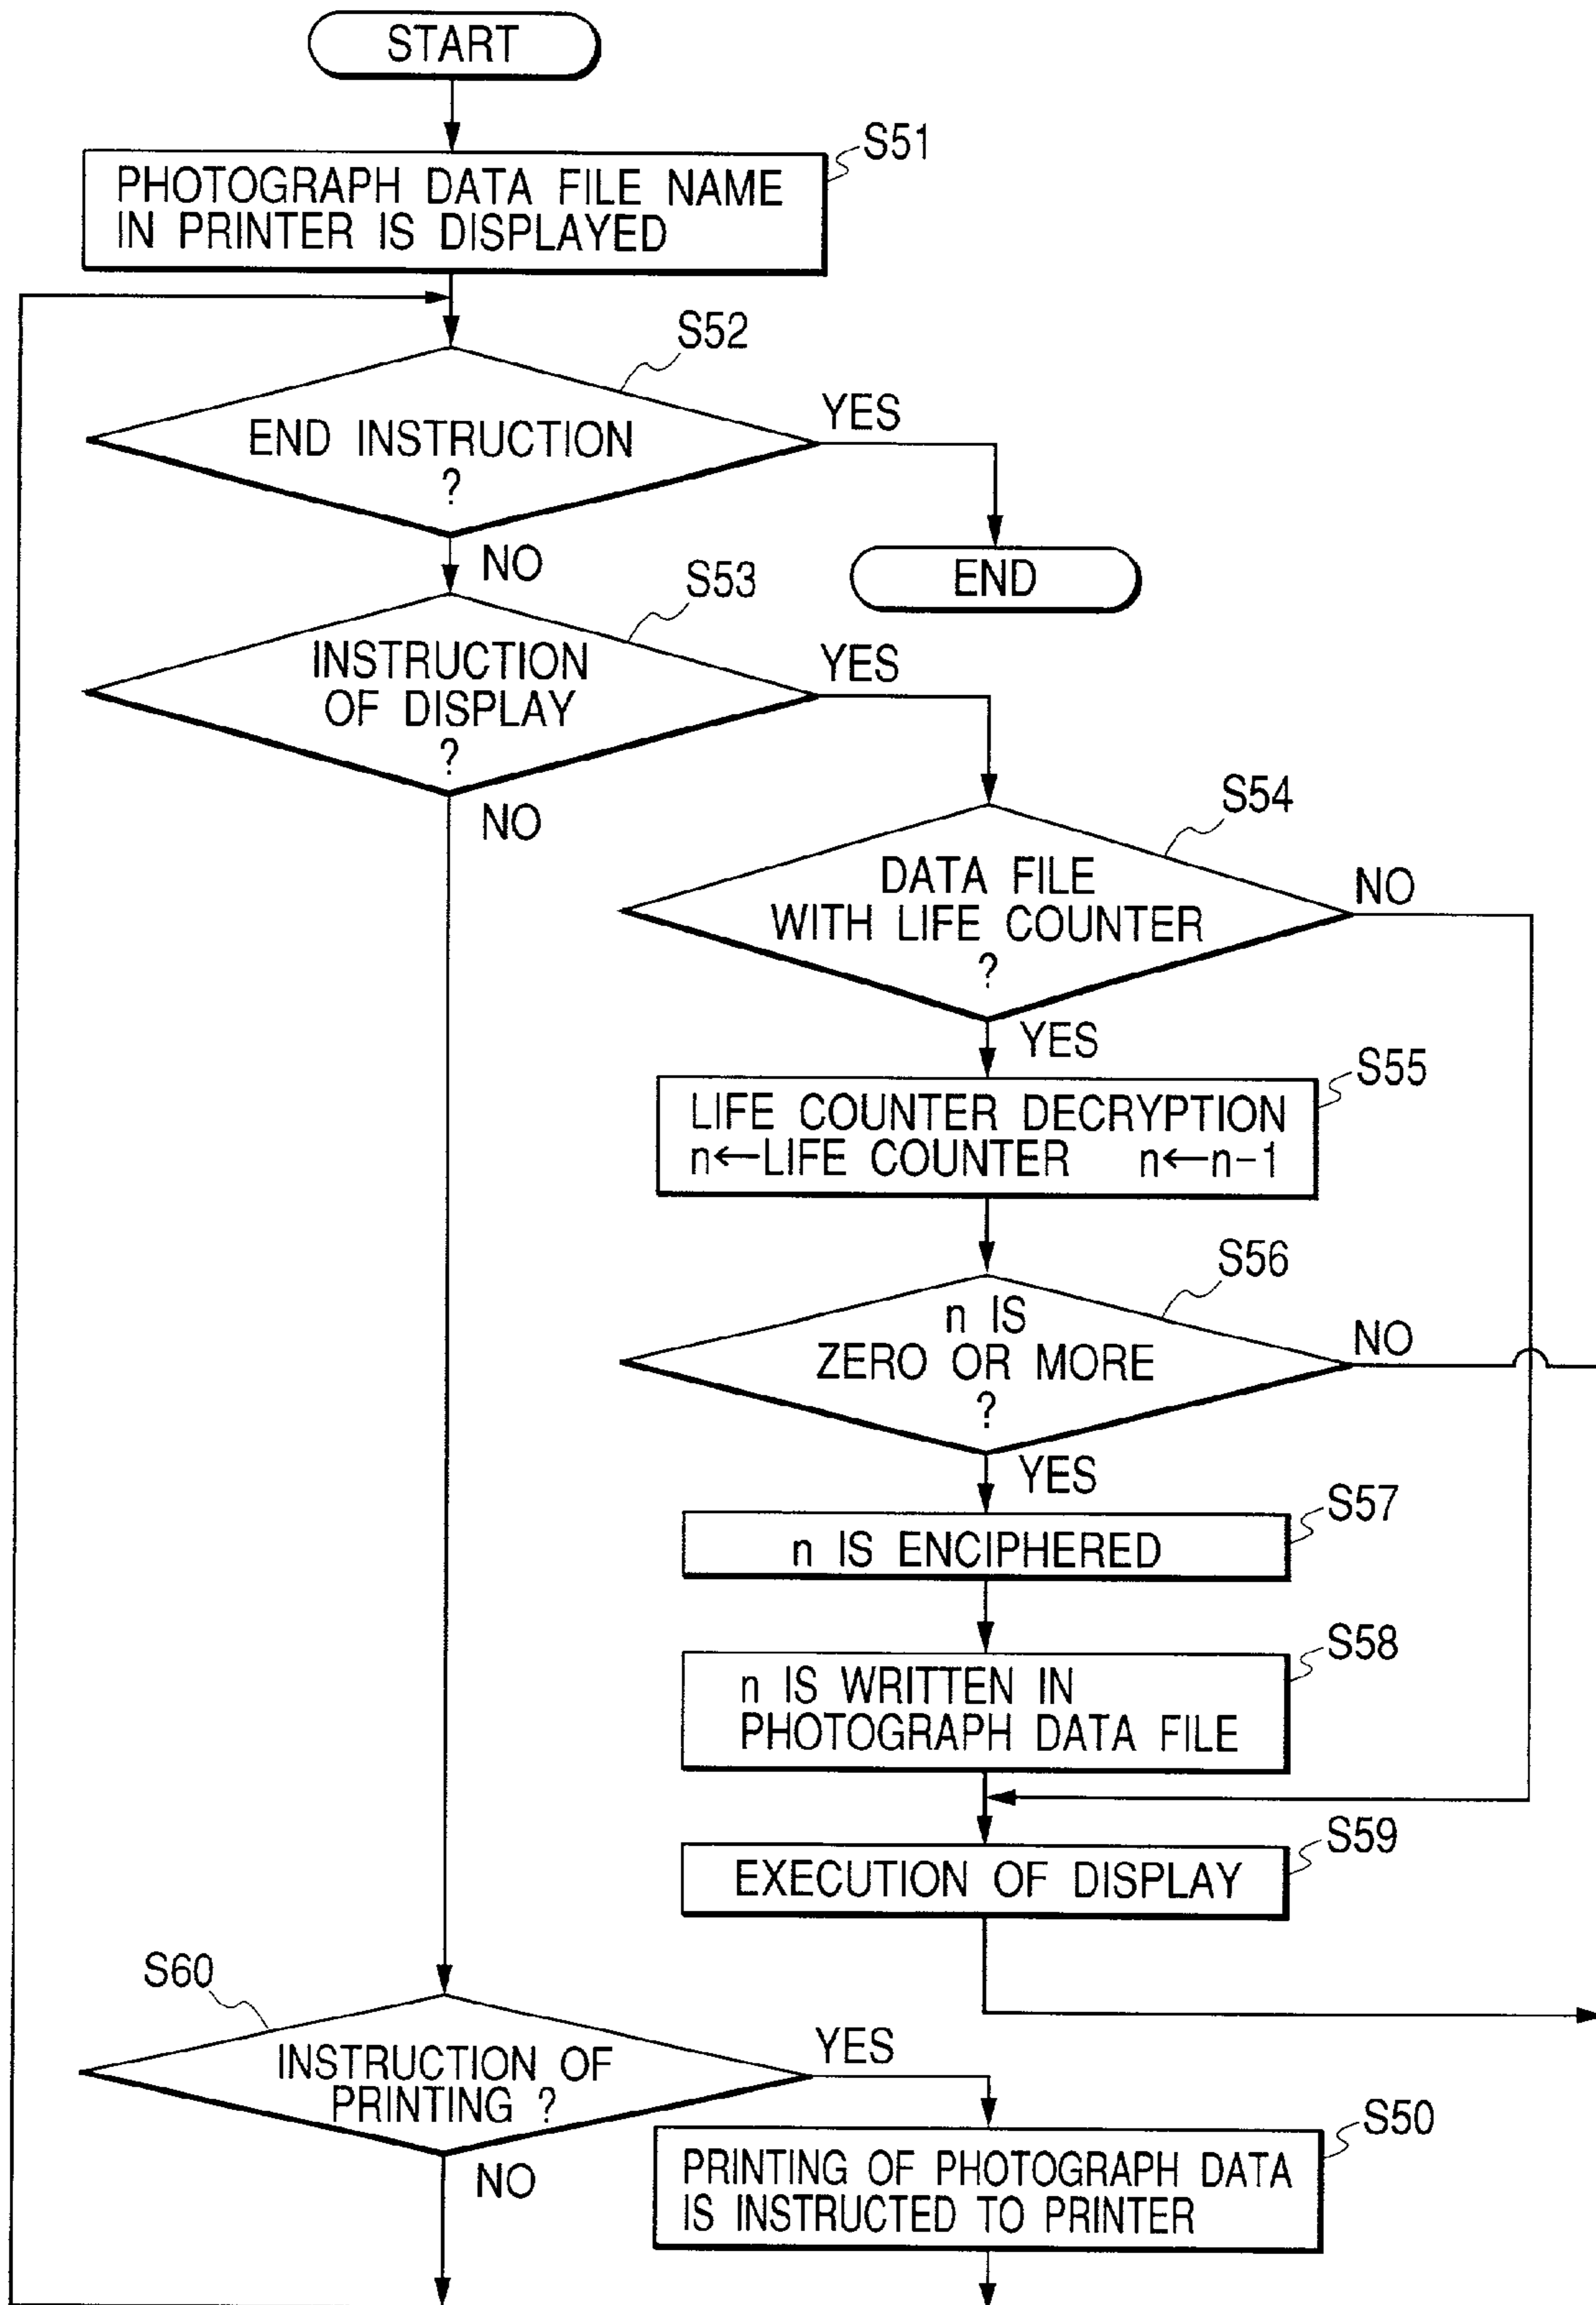 START
S51
PHOTOGRAPH DATA FILE NAME
IN PRINTER IS DISPLAYED
S52
END INSTRUCTION
?
YES
NO
END
S53
INSTRUCTION
OF DISPLAY
?
YES
NO
S54
DATA FILE
WITH LIFE COUNTER
?
NO
YES
S55
LIFE COUNTER DECRYPTION
n←LIFE COUNTER n←n-1
S56
n IS
ZERO OR MORE
?
NO
YES
S57
n IS ENCIPHERED
S58
n IS WRITTEN IN
PHOTOGRAPH DATA FILE
S59
EXECUTION OF DISPLAY
S60
INSTRUCTION OF
PRINTING ?
YES
NO
S50
PRINTING OF PHOTOGRAPH DATA
IS INSTRUCTED TO PRINTER